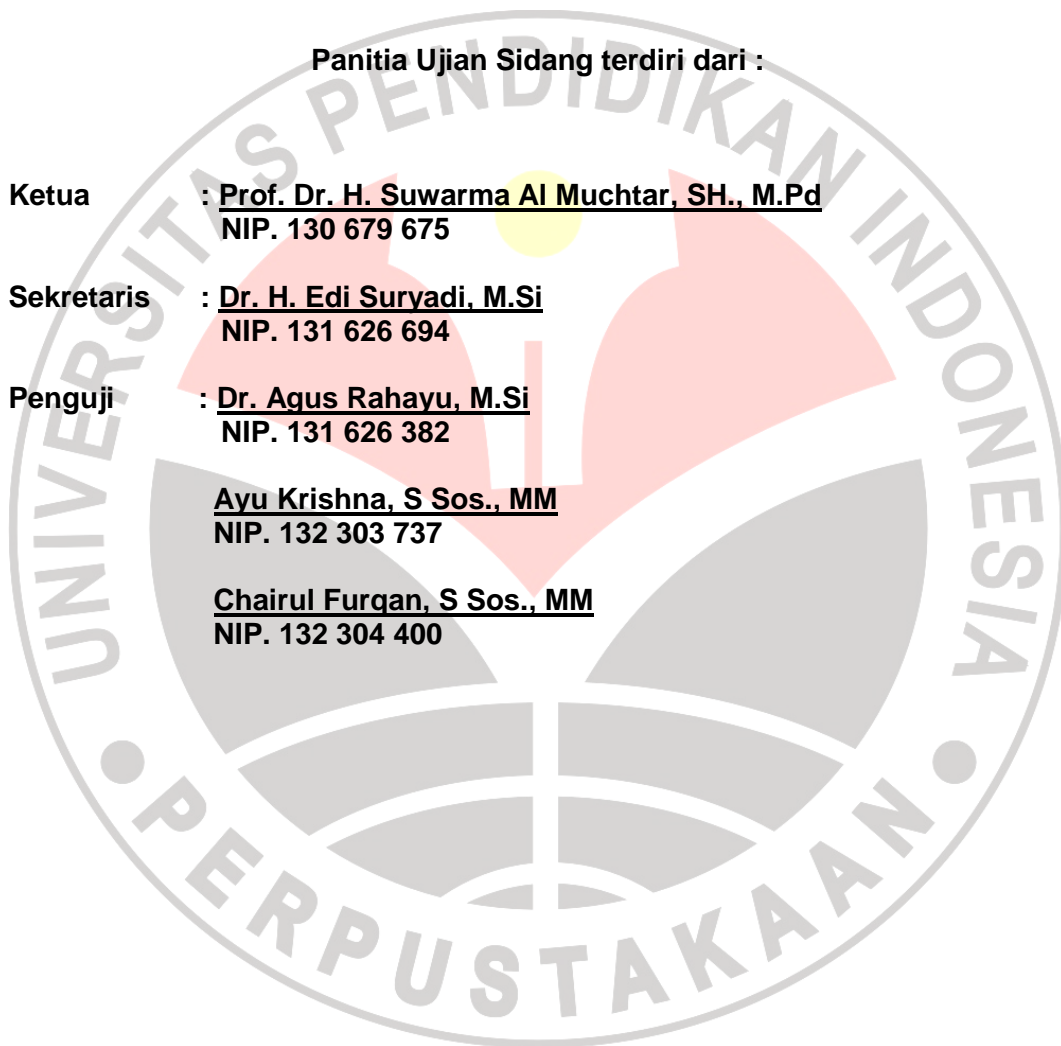 Panitia Ujian Sidang terdiri dari :
Ketua : Prof. Dr. H. Suwarma Al Muchtar, SH., M.Pd
NIP. 130 679 675
Sekretaris : Dr. H. Edi Suryadi, M.Si
NIP. 131 626 694
Penguji : Dr. Agus Rahayu, M.Si
NIP. 131 626 382
Ayu Krishna, S Sos., MM
NIP. 132 303 737
Chairul Furqan, S Sos., MM
NIP. 132 304 400
UNIVERSITAS PENDIDIKAN INDONESIA
PERPUSTAKAAN